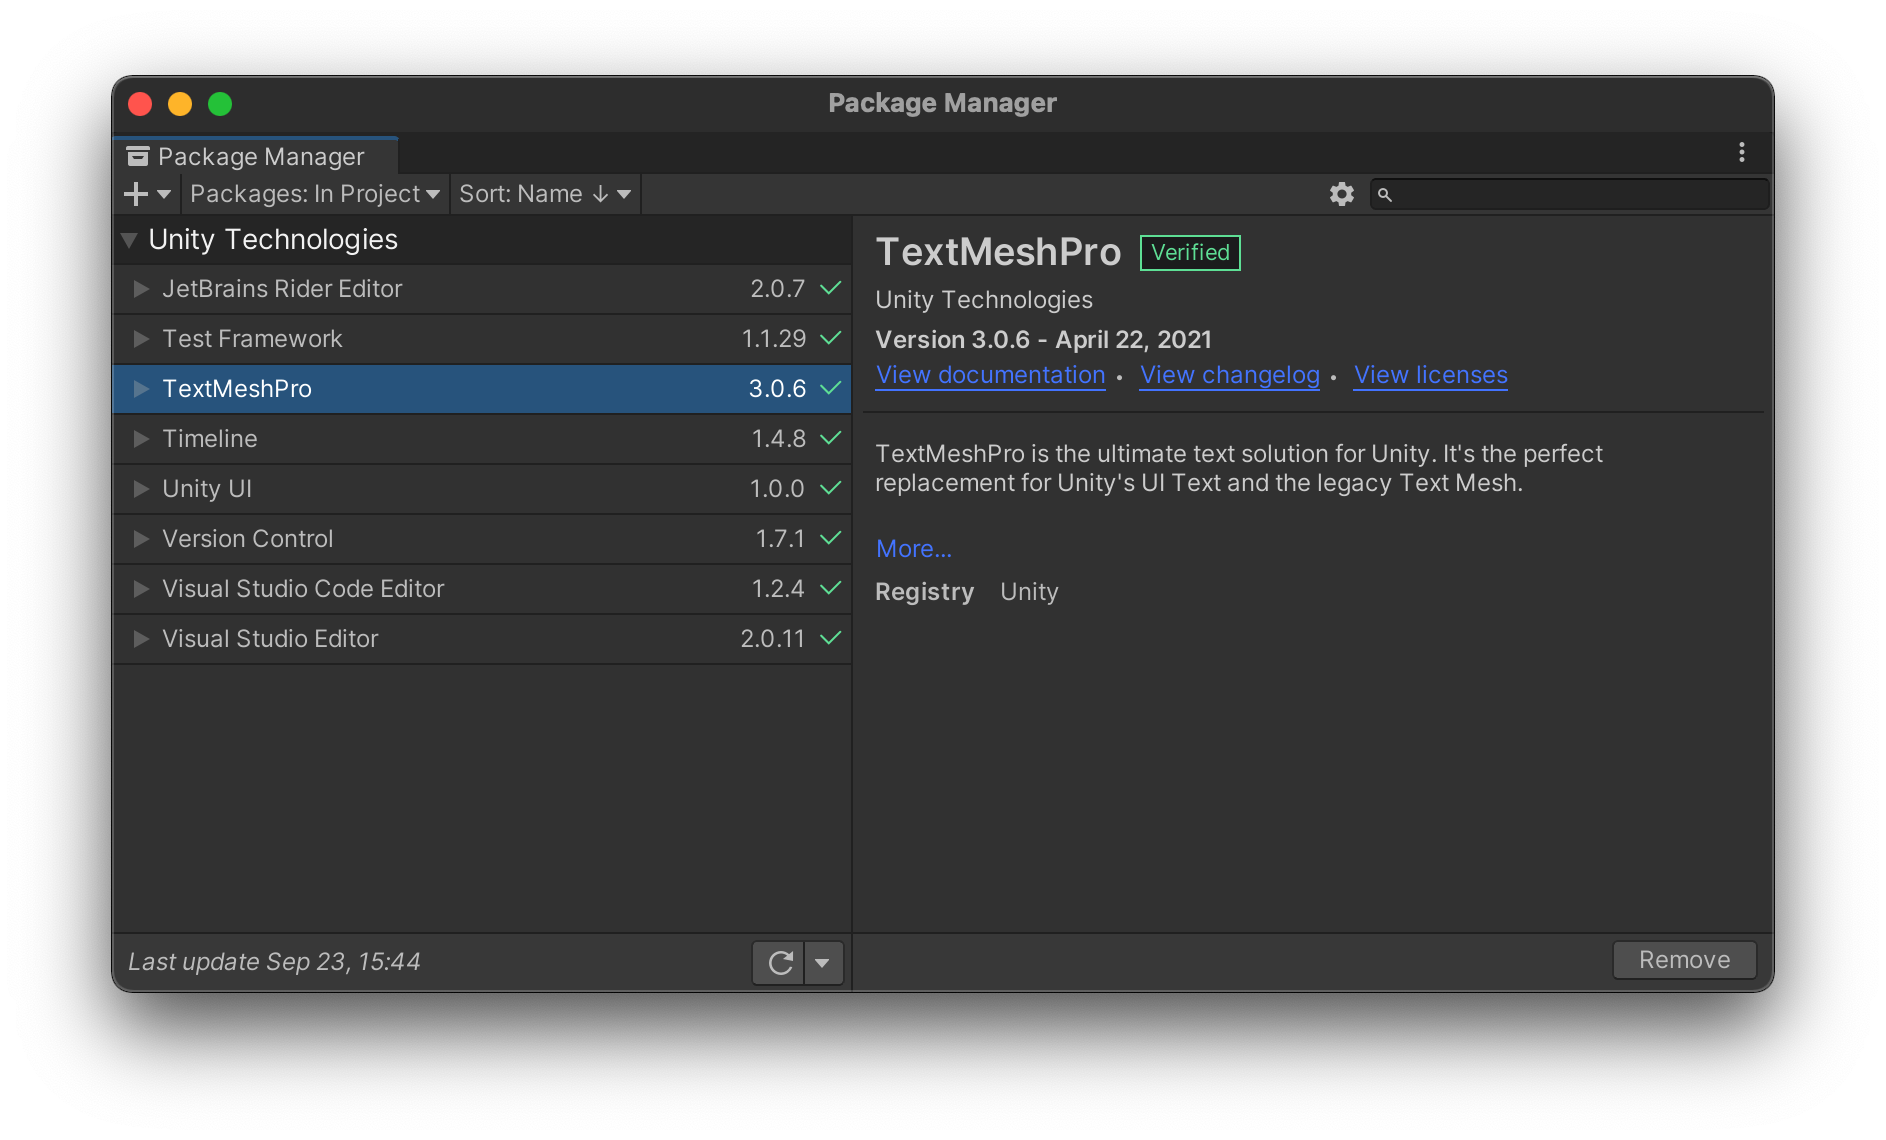 Package Manager
Package Manager
Packages: In Project
Sort: Name ↓
Unity Technologies
JetBrains Rider Editor 2.0.7
Test Framework 1.1.29
TextMeshPro 3.0.6
Timeline 1.4.8
Unity UI 1.0.0
Version Control 1.7.1
Visual Studio Code Editor 1.2.4
Visual Studio Editor 2.0.11
Last update Sep 23, 15:44
TextMeshPro Verified
Unity Technologies
Version 3.0.6 - April 22, 2021
View documentation • View changelog • View licenses
TextMeshPro is the ultimate text solution for Unity. It's the perfect
replacement for Unity's UI Text and the legacy Text Mesh.
More...
Registry Unity
Remove